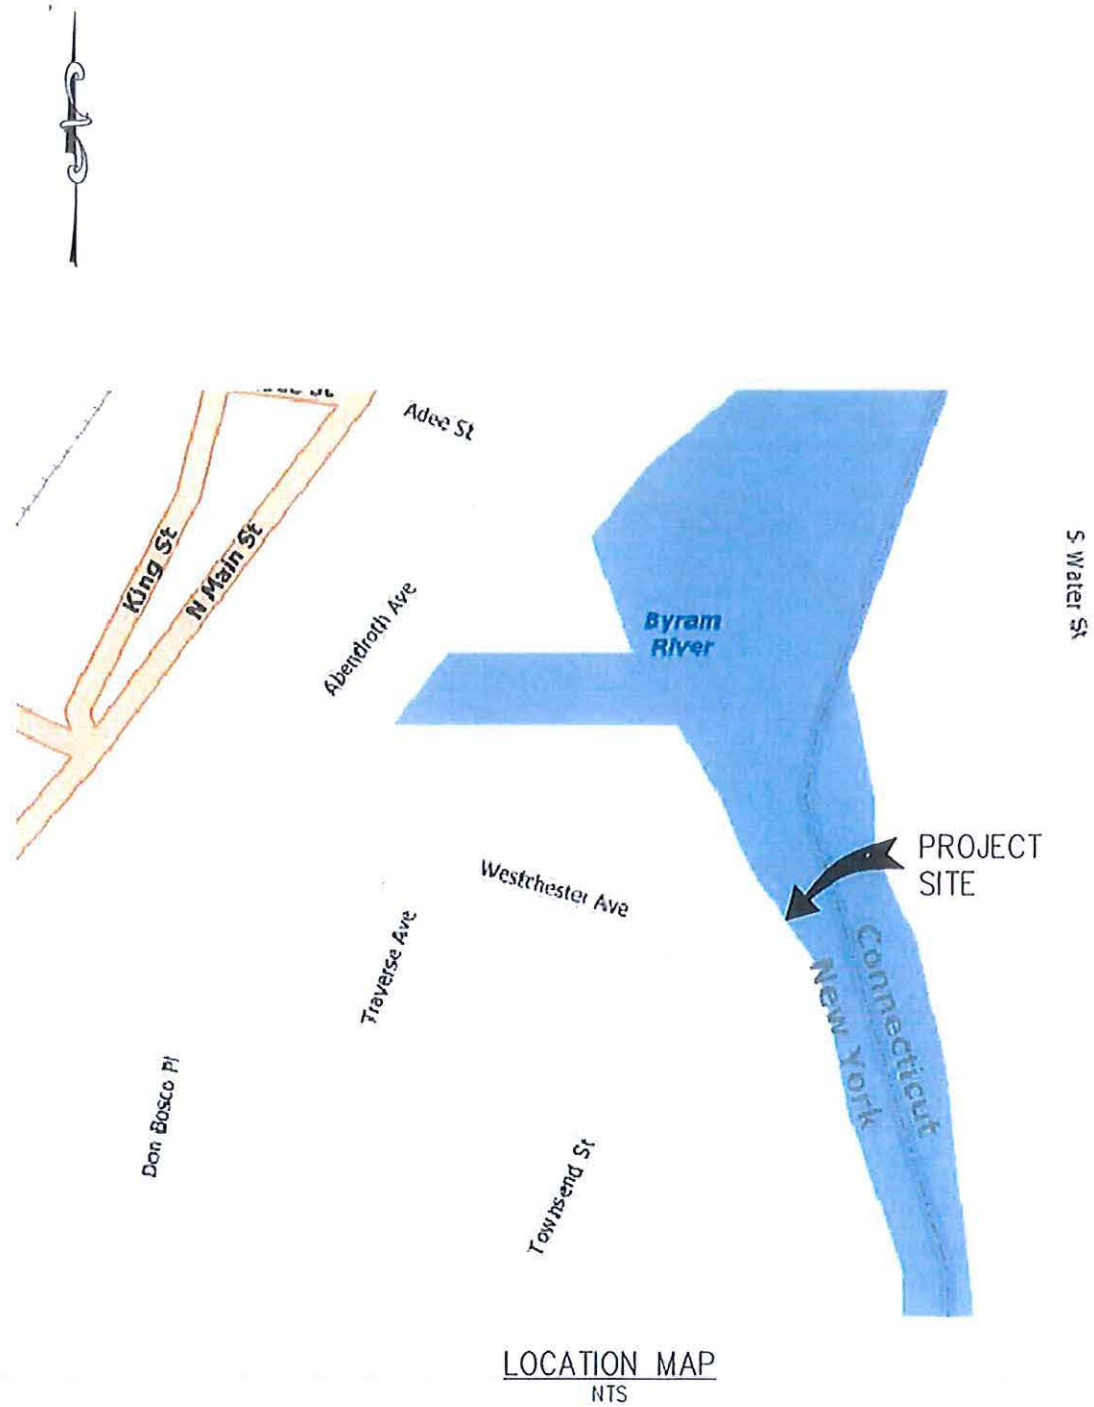 Adee St
King St
N Main St
S Water St
Abendroth Ave
Byram
River
PROJECT
SITE
Westchester Ave
Traverse Ave
Connecticut
New York
Don Bosco Pl
Townsend St
LOCATION MAP
NTS